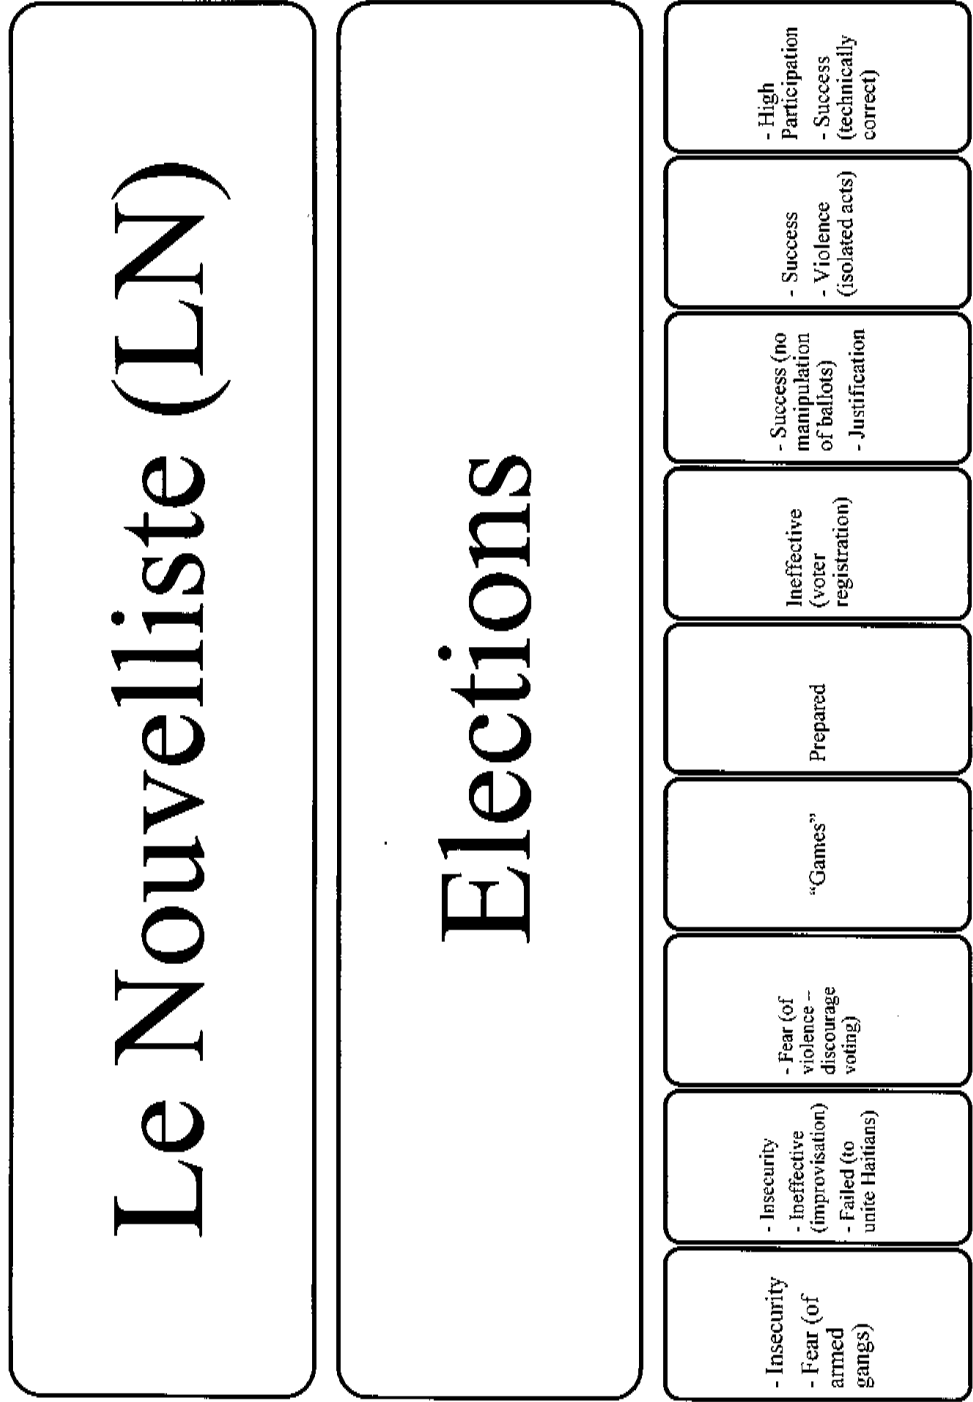 Le Nouvelliste (LN)
Elections
- Insecurity
- Fear (of
armed
gangs)
- Insecurity
- Ineffective
(improvisation)
- Failed (to
unite Haitians)
- Fear (of
violence –
discourage
voting)
“Games”
Prepared
Ineffective
(voter
registration)
- Success (no
manipulation
of ballots)
- Justification
- Success
- Violence
(isolated acts)
- High
Participation
- Success
(technically
correct)